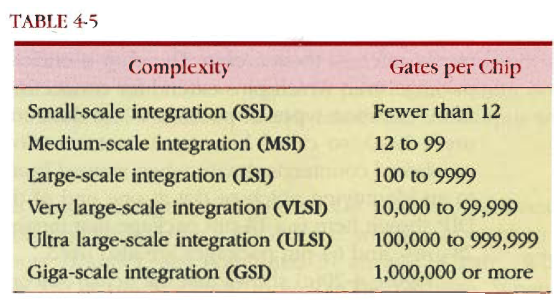 TABLE 4-5
Complexity Gates per Chip
Small-scale integration (SSI) Fewer than 12
Medium-scale integration (MSI) 12 to 99
Large-scale integration (LSI) 100 to 9999
Very large-scale integration (VLSI) 10,000 to 99,999
Ultra large-scale integration (ULSI) 100,000 to 999,999
Giga-scale integration (GSI) 1,000,000 or more